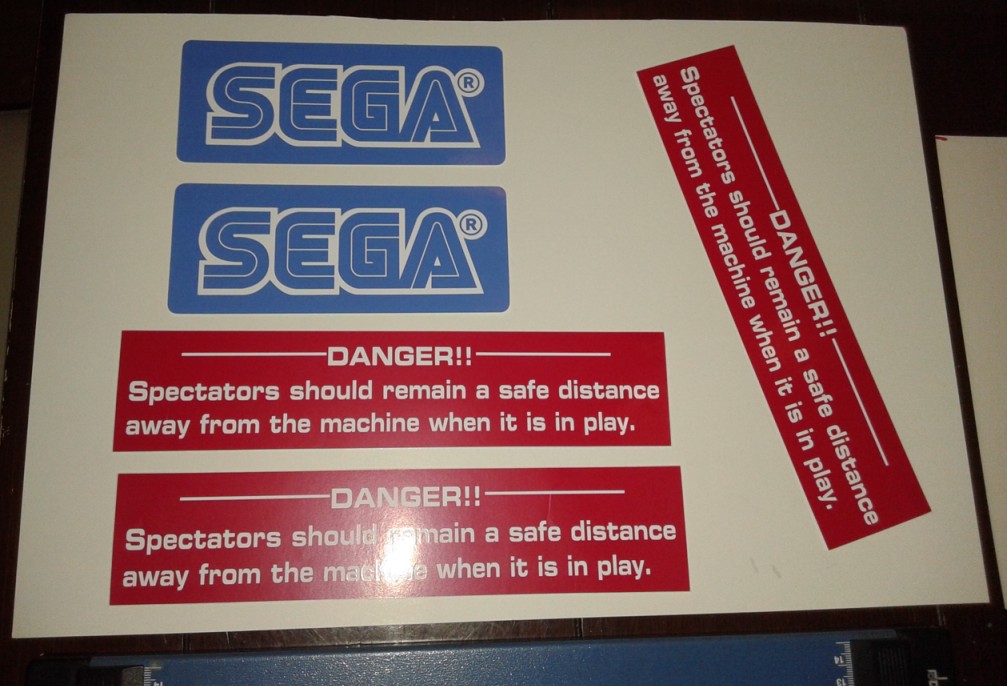 SEGA®
SEGA®
DANGER!!
Spectators should remain a safe distance
away from the machine when it is in play.
DANGER!!
Spectators should remain a safe distance
away from the machine when it is in play.
DANGER!!
Spectators should remain a safe distance
away from the machine when it is in play.